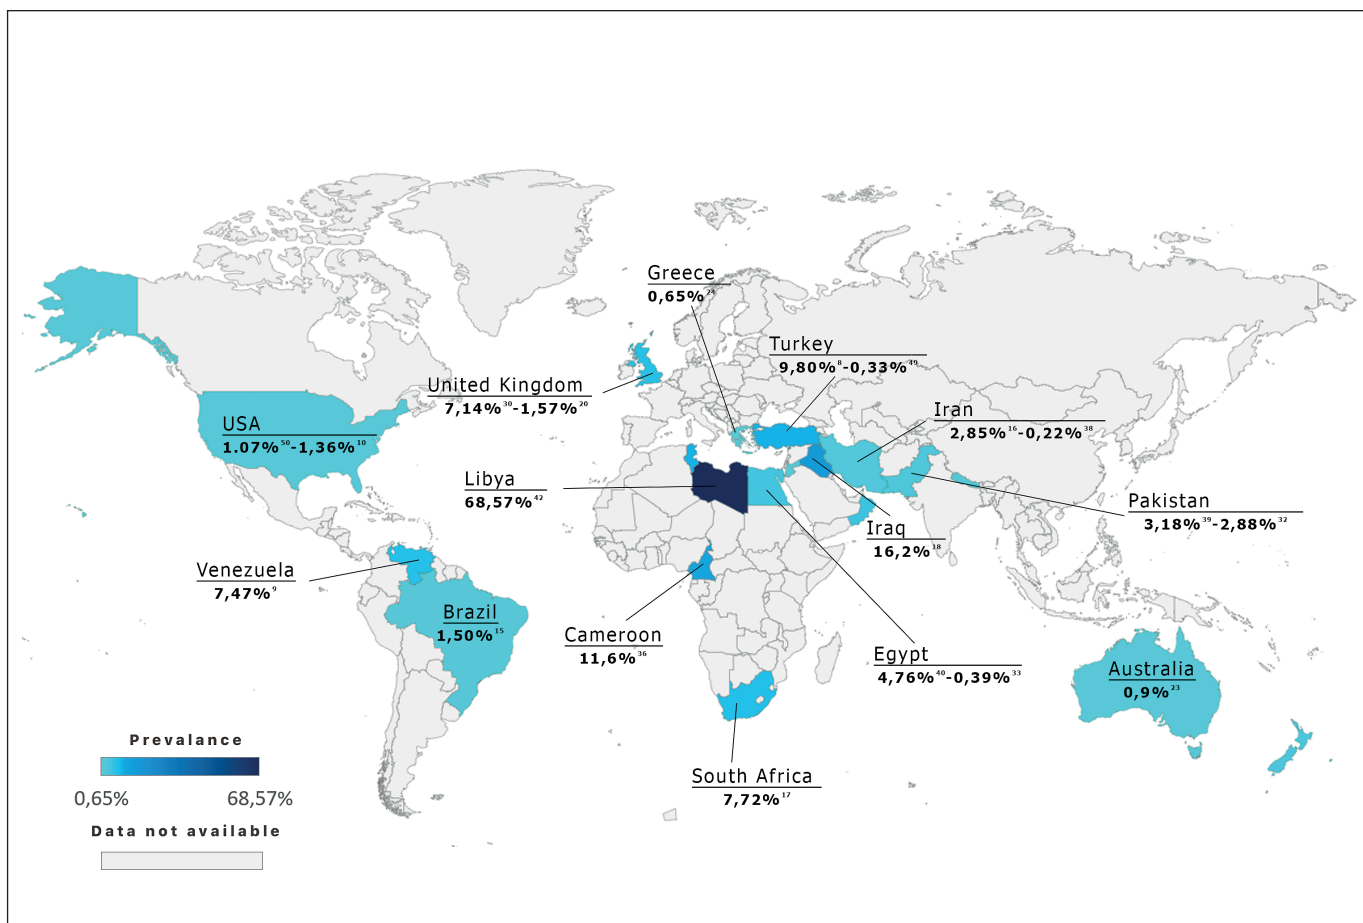 Greece
0,65%²⁴
Turkey
9,80%⁸-0,33%⁴⁹
United Kingdom
7,14%³⁰-1,57%²⁰
Iran
2,85%¹⁶-0,22%³⁸
USA
1.07%⁵⁰-1,36%¹⁰
Libya
68,57%⁴²
Pakistan
3,18%³⁹-2,88%³²
Iraq
16,2%¹⁸
Venezuela
7,47%⁹
Brazil
1,50%¹⁵
Cameroon
11,6%³⁶
Egypt
4,76%⁴⁰-0,39%³³
Australia
0,9%²³
South Africa
7,72%¹⁷
Prevalance
0,65% 68,57%
Data not available